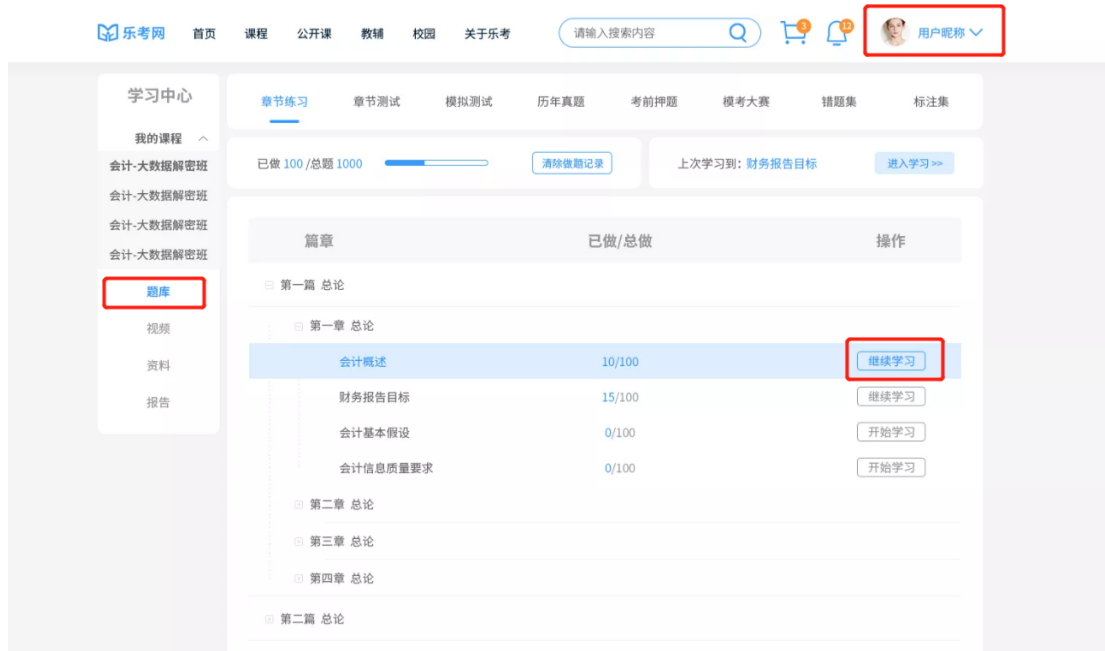 乐考网 首页 课程 公开课 教辅 校园 关于乐考 请输入搜索内容 3 12 用户昵称
学习中心
我的课程
会计-大数据解密班
会计-大数据解密班
会计-大数据解密班
会计-大数据解密班
题库
视频
资料
报告
章节练习 章节测试 模拟测试 历年真题 考前押题 模考大赛 错题集 标注集
已做 100 /总题 1000 清除做题记录 上次学习到: 财务报告目标 进入学习 >>
篇章 已做/总做 操作
第一篇 总论
第一章 总论
会计概述 10/100 继续学习
财务报告目标 15/100 继续学习
会计基本假设 0/100 开始学习
会计信息质量要求 0/100 开始学习
第二章 总论
第三章 总论
第四章 总论
第二篇 总论